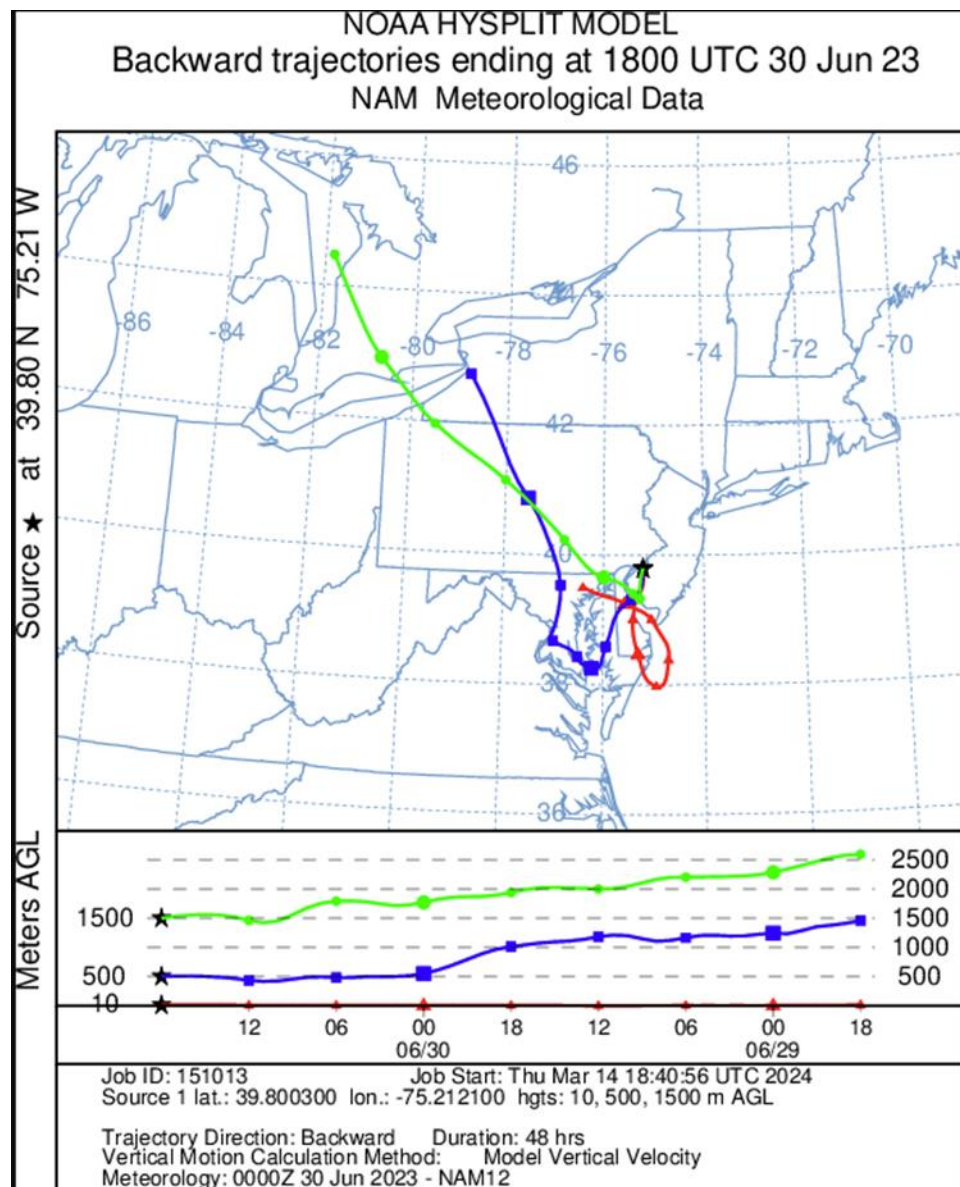 NOAA HYSPLIT MODEL
Backward trajectories ending at 1800 UTC 30 Jun 23
NAM Meteorological Data
Source ★ at 39.80 N 75.21 W
46
44
-86 -84 -82 -80 -78 -76 -74 -72 -70
42
40
38
36
Meters AGL
2500
2000
1500 1500
1000
500 500
10
12 06 00 18 12 06 00 18
06/30 06/29
Job ID: 151013 Job Start: Thu Mar 14 18:40:56 UTC 2024
Source 1 lat.: 39.800300 lon.: -75.212100 hgts: 10, 500, 1500 m AGL
Trajectory Direction: Backward Duration: 48 hrs
Vertical Motion Calculation Method: Model Vertical Velocity
Meteorology: 0000Z 30 Jun 2023 - NAM12